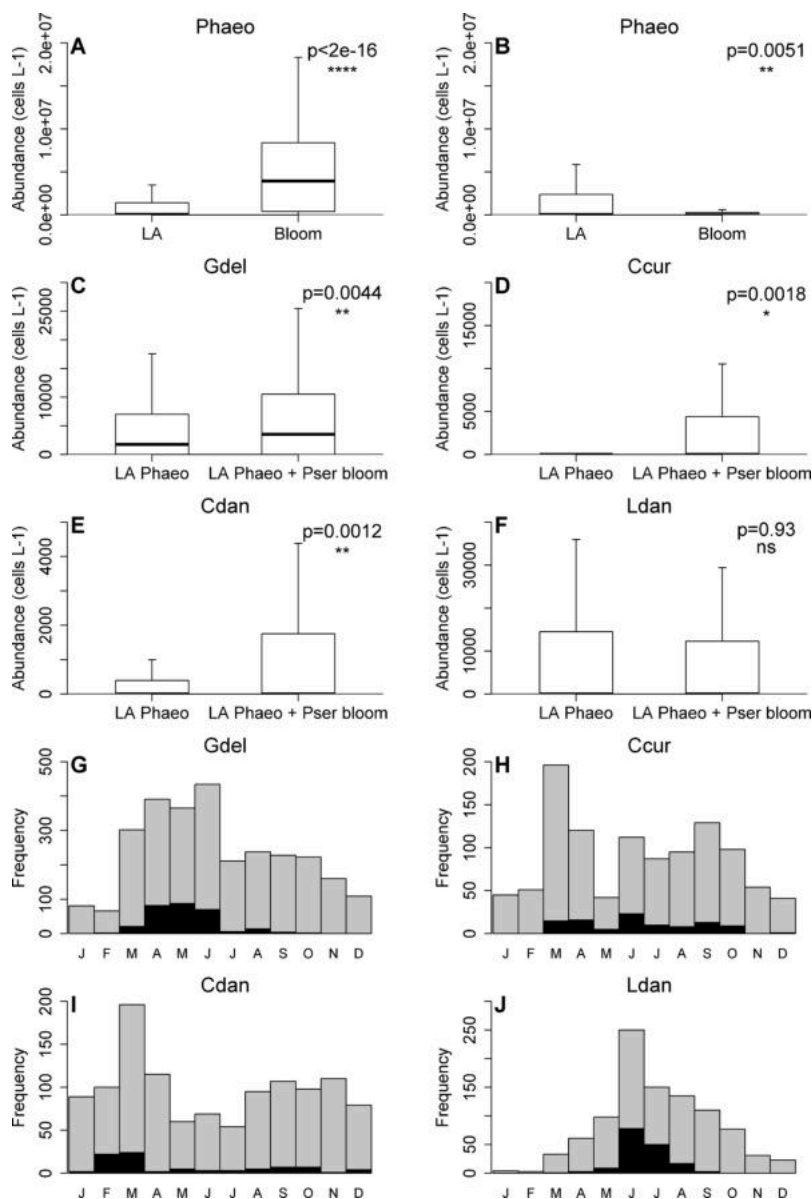 A Phaeo
p<2e-16
****
Abundance (cells L-1)
0.0e+00 1.0e+07 2.0e+07
LA Bloom
B Phaeo
p=0.0051
**
Abundance (cells L-1)
0.0e+00 1.0e+07 2.0e+07
LA Bloom
C Gdel
p=0.0044
**
Abundance (cells L-1)
0 10000 25000
LA Phaeo LA Phaeo + Pser bloom
D Ccur
p=0.0018
*
Abundance (cells L-1)
0 5000 15000
LA Phaeo LA Phaeo + Pser bloom
E Cdan
p=0.0012
**
Abundance (cells L-1)
0 2000 4000
LA Phaeo LA Phaeo + Pser bloom
F Ldan
p=0.93
ns
Abundance (cells L-1)
0 10000 30000
LA Phaeo LA Phaeo + Pser bloom
G Gdel
Frequency
0 100 300 500
J F M A M J J A S O N D
H Ccur
Frequency
0 50 100 150 200
J F M A M J J A S O N D
I Cdan
Frequency
0 50 100 150 200
J F M A M J J A S O N D
J Ldan
Frequency
0 50 150 250
J F M A M J J A S O N D